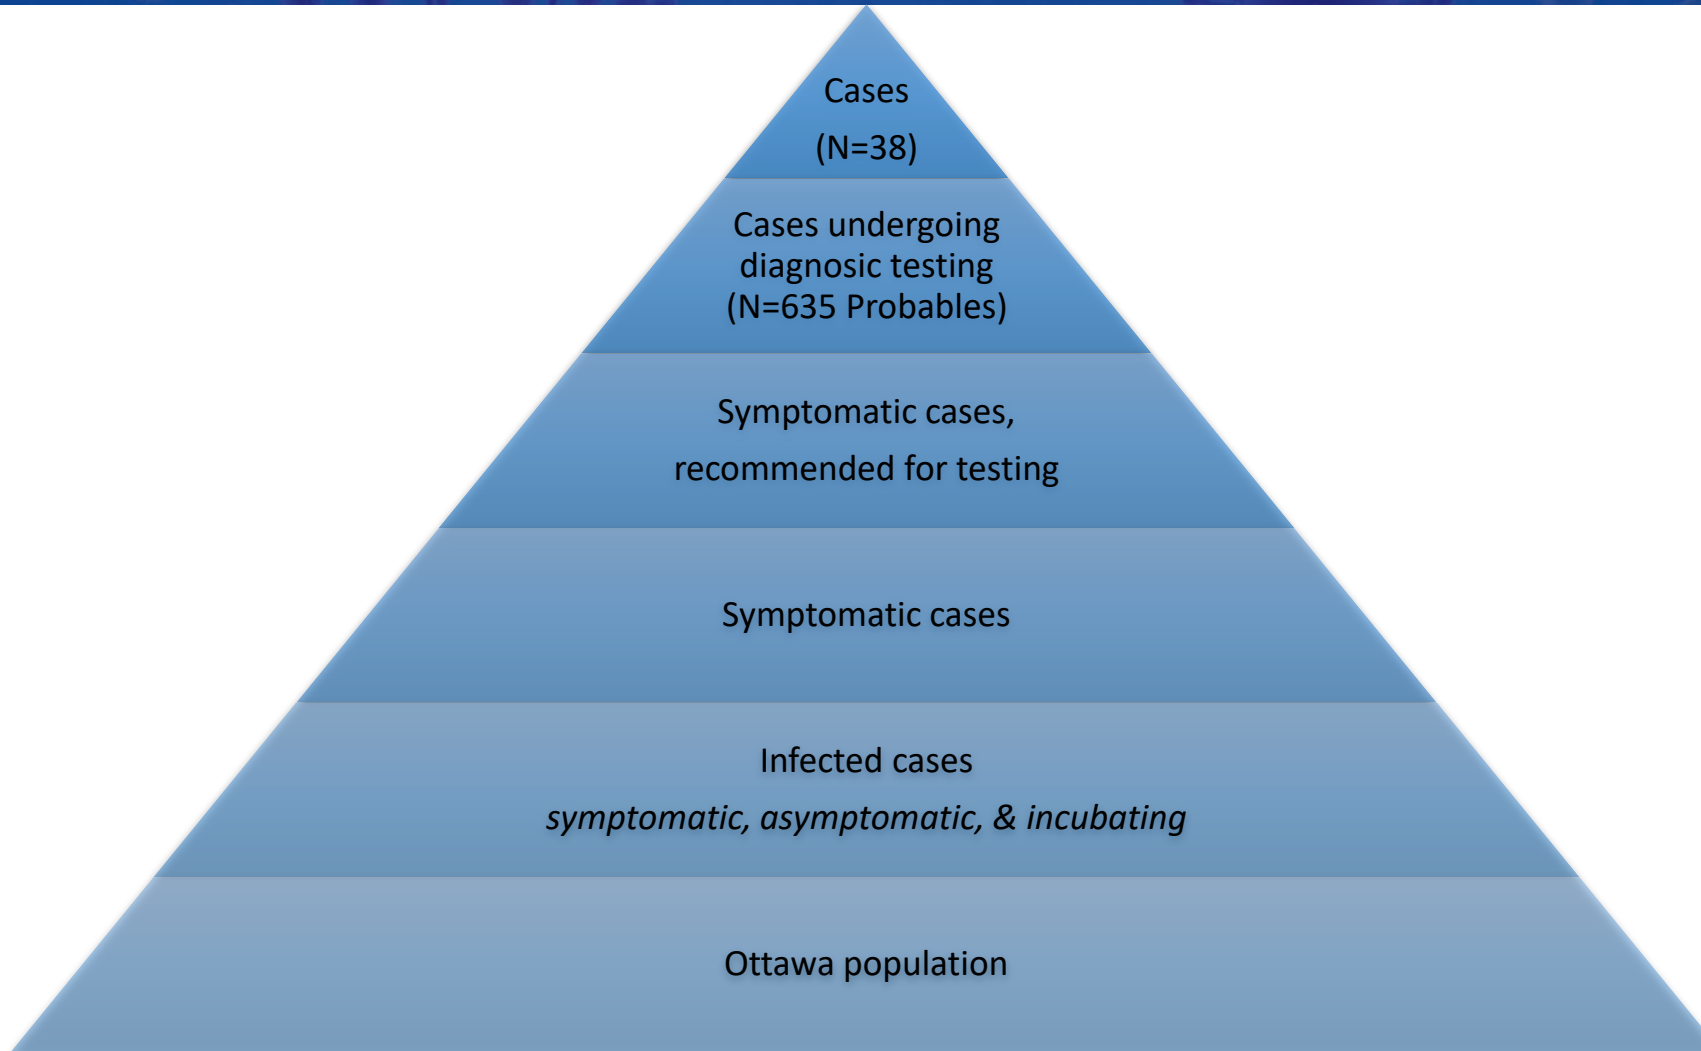 Cases
(N=38)
Cases undergoing
diagnosic testing
(N=635 Probables)
Symptomatic cases,
recommended for testing
Symptomatic cases
Infected cases
symptomatic, asymptomatic, & incubating
Ottawa population